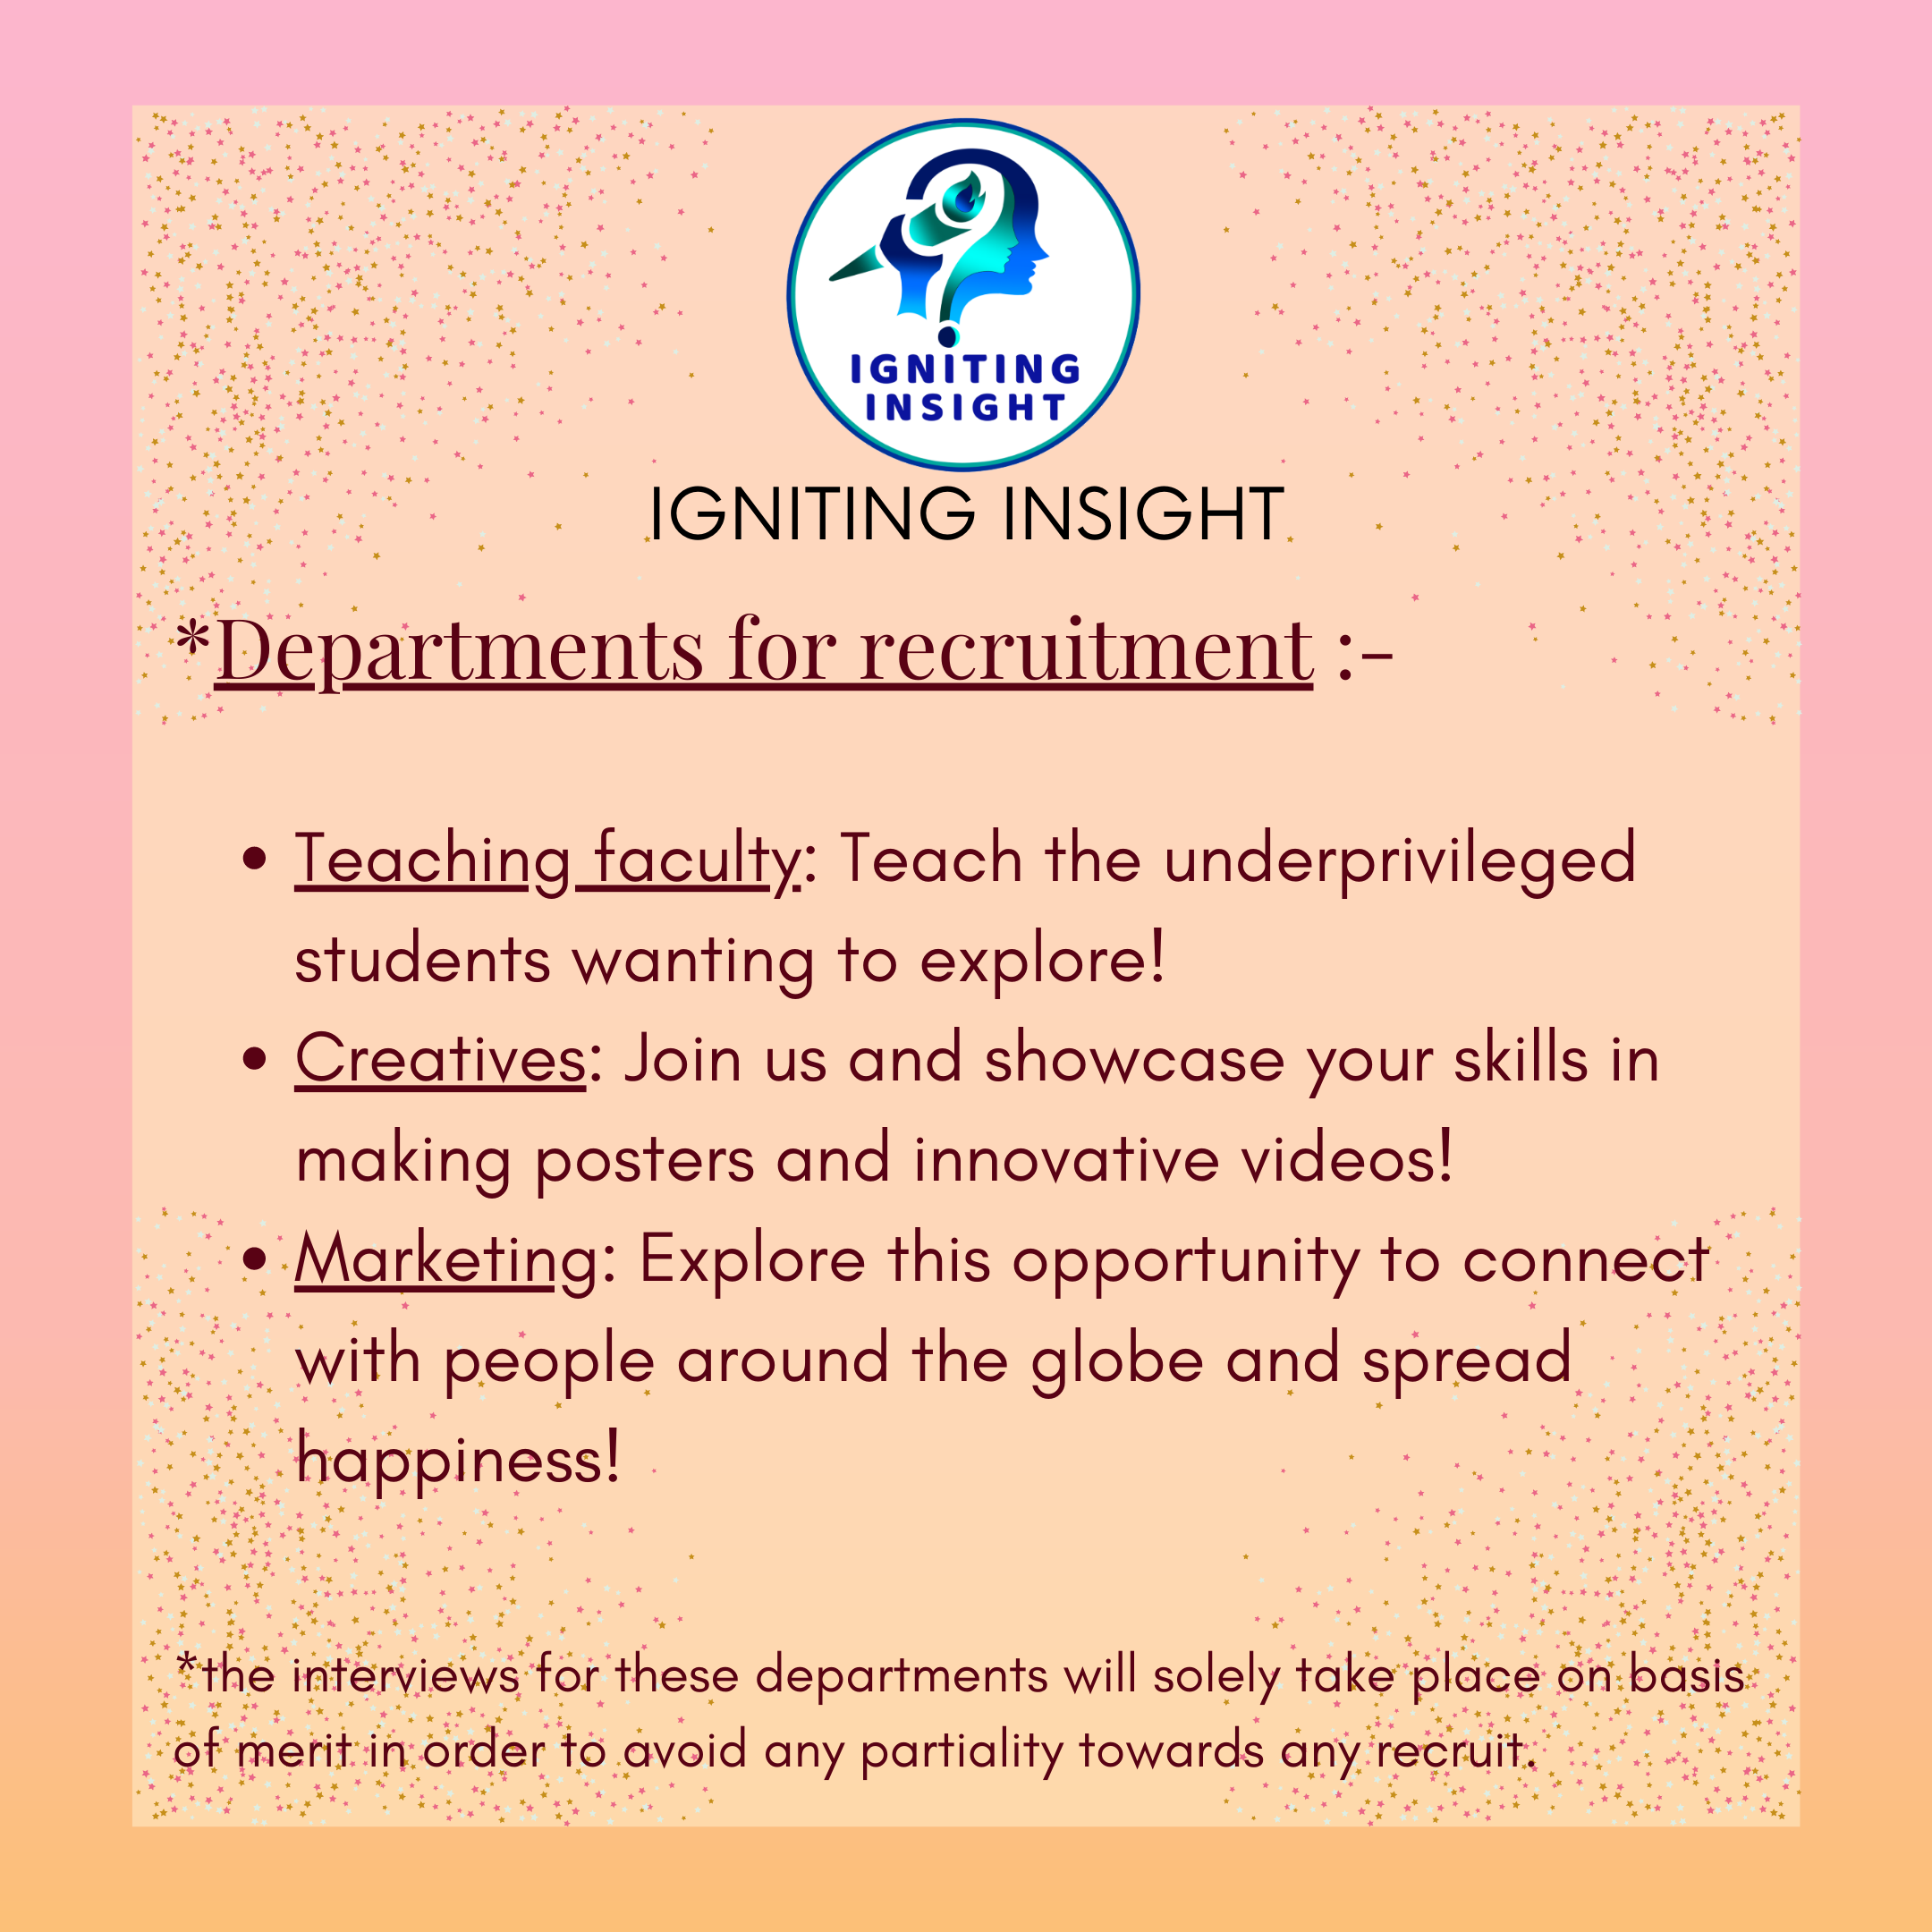 IGNITING
INSIGHT
IGNITING INSIGHT
*Departments for recruitment :-
• Teaching faculty: Teach the underprivileged
students wanting to explore!
• Creatives: Join us and showcase your skills in
making posters and innovative videos!
• Marketing: Explore this opportunity to connect
with people around the globe and spread
happiness!
*the interviews for these departments will solely take place on basis
of merit in order to avoid any partiality towards any recruit.